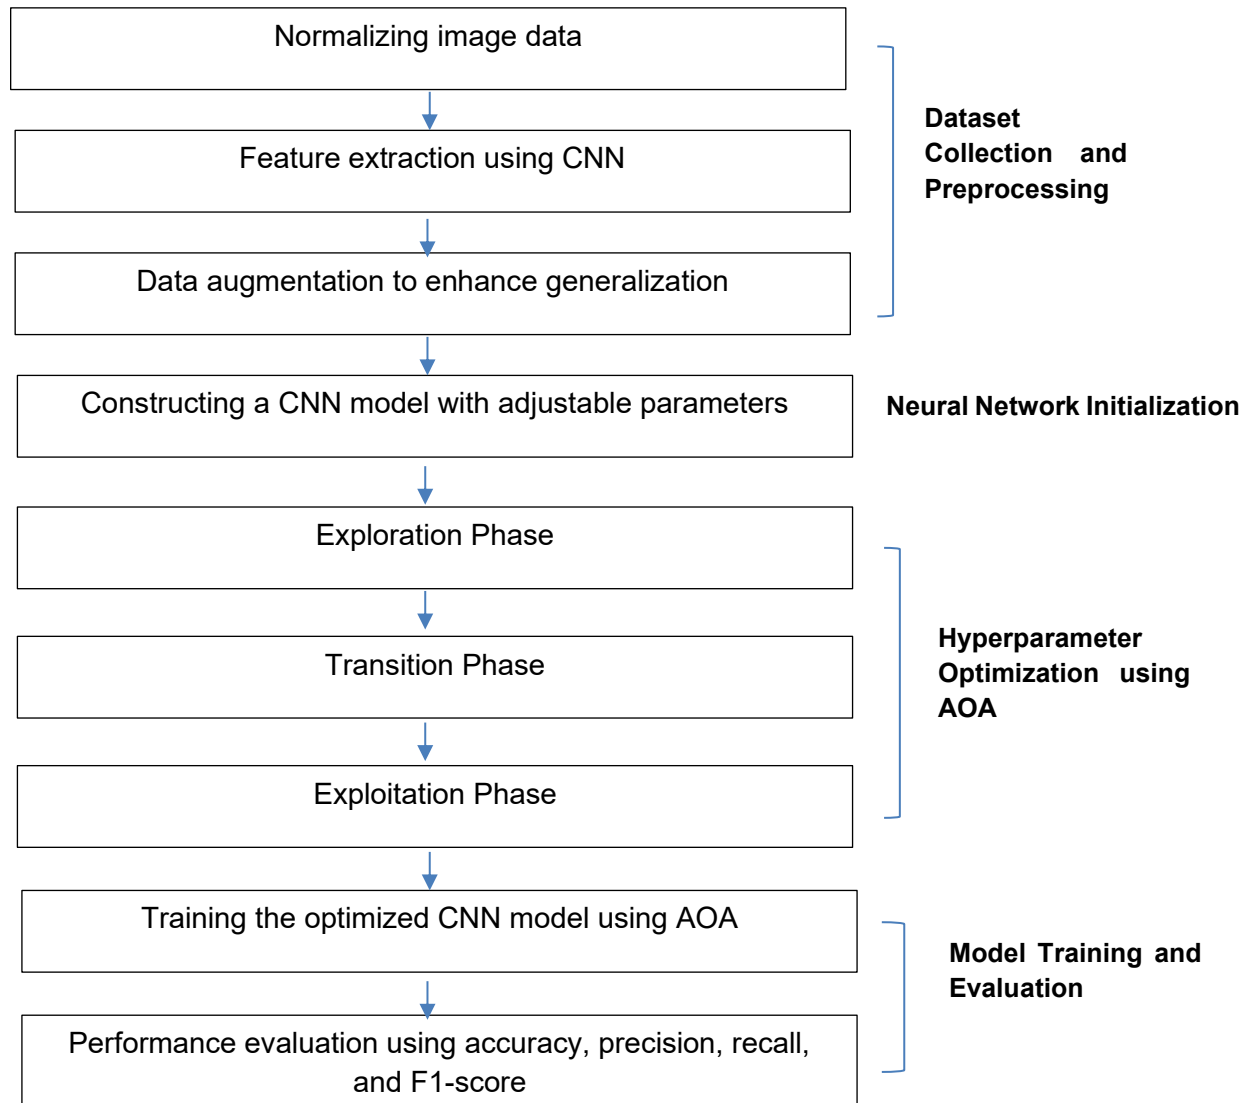 Normalizing image data
Feature extraction using CNN
Data augmentation to enhance generalization
Dataset
Collection and
Preprocessing
Constructing a CNN model with adjustable parameters
Neural Network Initialization
Exploration Phase
Transition Phase
Exploitation Phase
Hyperparameter
Optimization using
AOA
Training the optimized CNN model using AOA
Performance evaluation using accuracy, precision, recall,
and F1-score
Model Training and
Evaluation